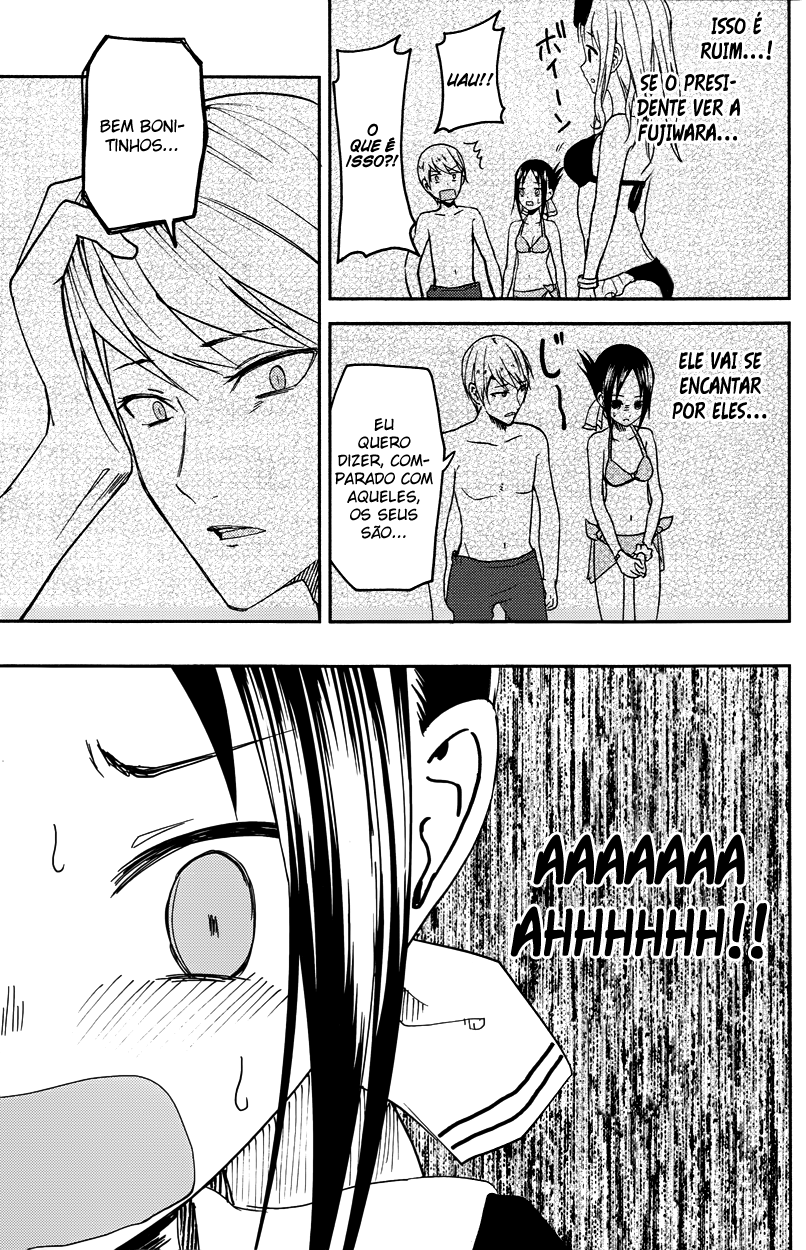 ISSO É
RUIM...!
SE O PRESI-
DENTE VER A
FUJIWARA...
ボイーン
UAU!!
O
QUE É
ISSO?!
ELE VAI SE
ENCANTAR
POR ELES...
じー
EU
QUERO
DIZER, COM-
PARADO COM
AQUELES,
OS SEUS
SÃO...
BEM BONI-
TINHOS...
AAAAAAA
AHHHHHH!!